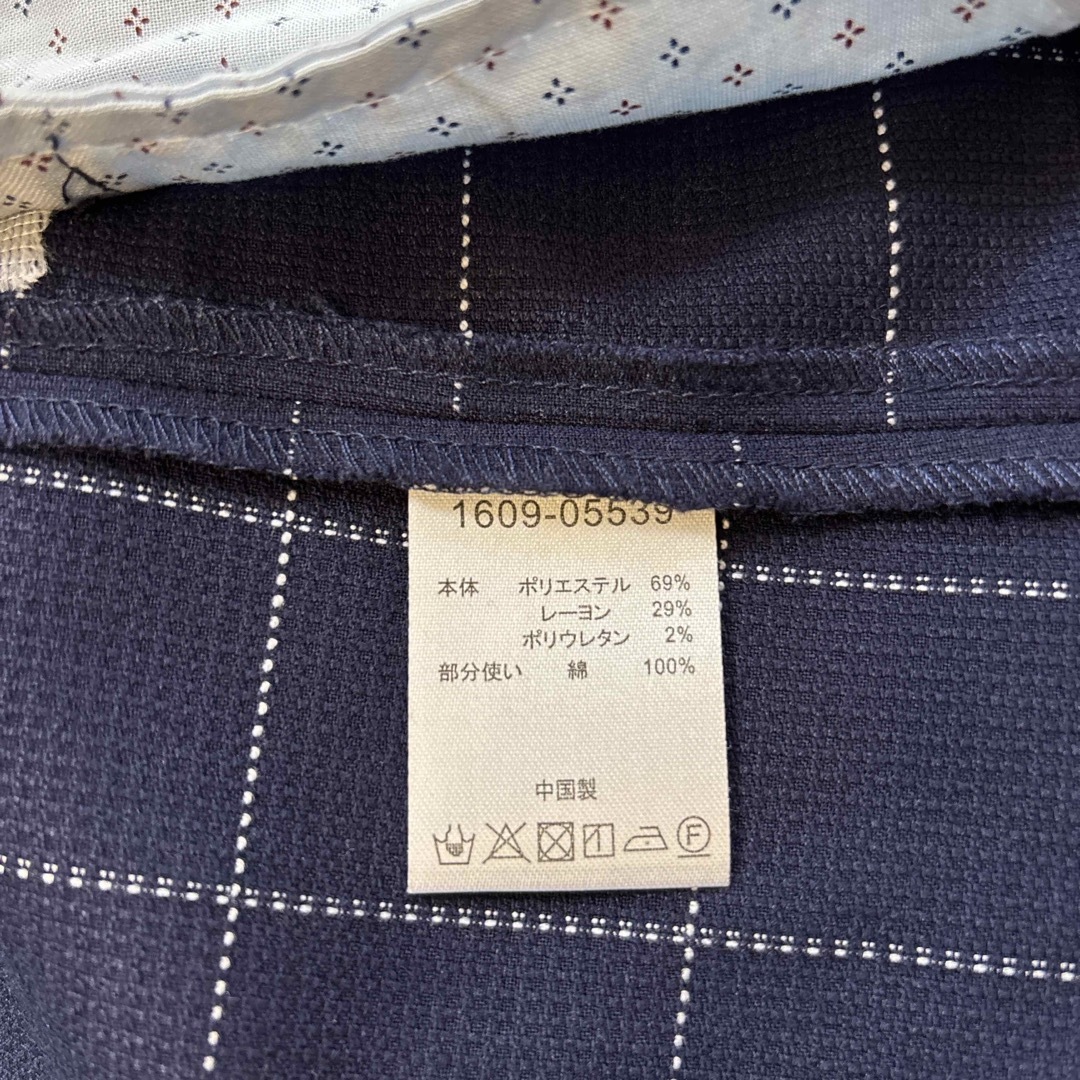 1609-05539
本体 ポリエステル 69%
レーヨン 29%
ポリウレタン 2%
部分使い 綿 100%
中国製
F